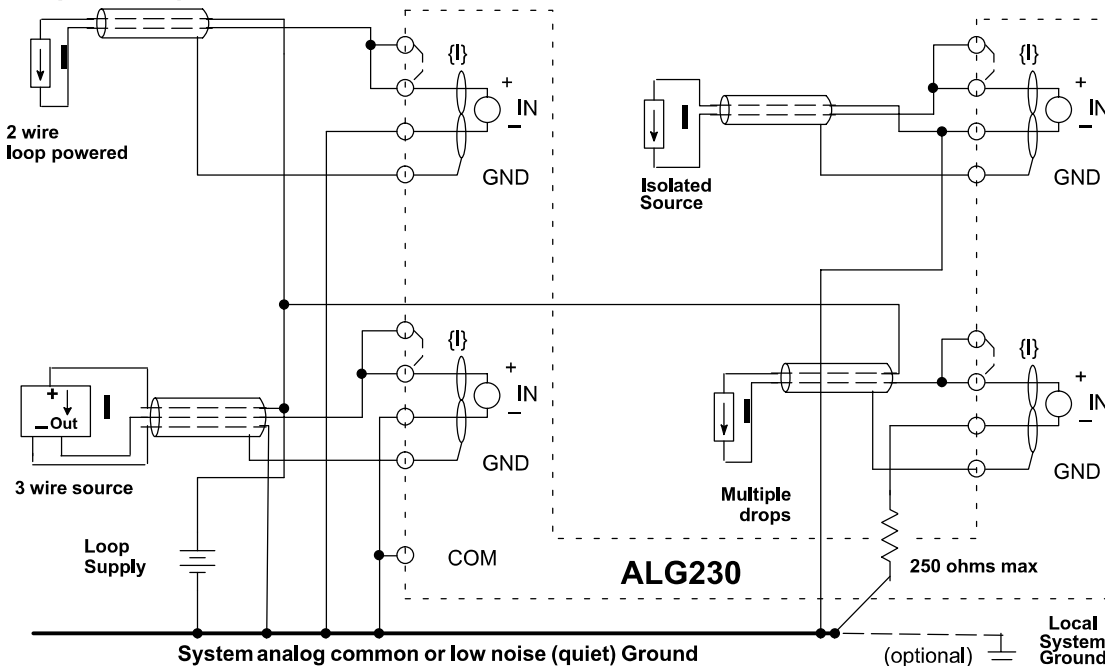 {I}
+
IN
–
GND
2 wire
loop powered
{I}
+
IN
–
GND
Isolated
Source
{I}
+
IN
–
GND
+
– Out
3 wire source
{I}
+
IN
–
GND
Multiple
drops
Loop
Supply
COM
ALG230
250 ohms max
System analog common or low noise (quiet) Ground
(optional)
Local
System
Ground